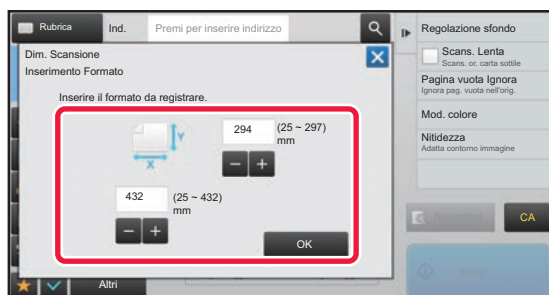 Rubrica
Ind.
Premi per inserire indirizzo
Dim. Scansione
Inserimento Formato
Inserire il formato da registrare.
Y
X
294
(25 ~ 297)
mm
432
(25 ~ 432)
mm
OK
Altri
Regolazione sfondo
Scans. Lenta
Scans. or. carta sottile
Pagina vuota Ignora
Ignora pag. vuota nell'orig.
Mod. colore
Nitidezza
Adatta contorno immagine
CA